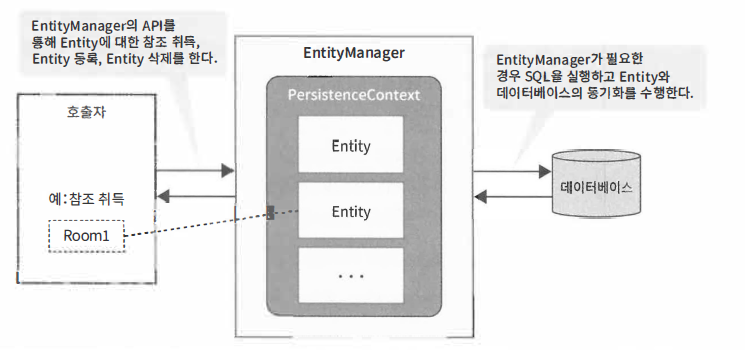 EntityManager의 API를
통해 Entity에 대한 참조 취득,
Entity 등록, Entity 삭제를 한다.
EntityManager
EntityManager가 필요한
경우 SQL을 실행하고 Entity와
데이터베이스의 동기화를 수행한다.
PersistenceContext
호출자
Entity
예:참조 취득
Entity
데이터베이스
Room1
...